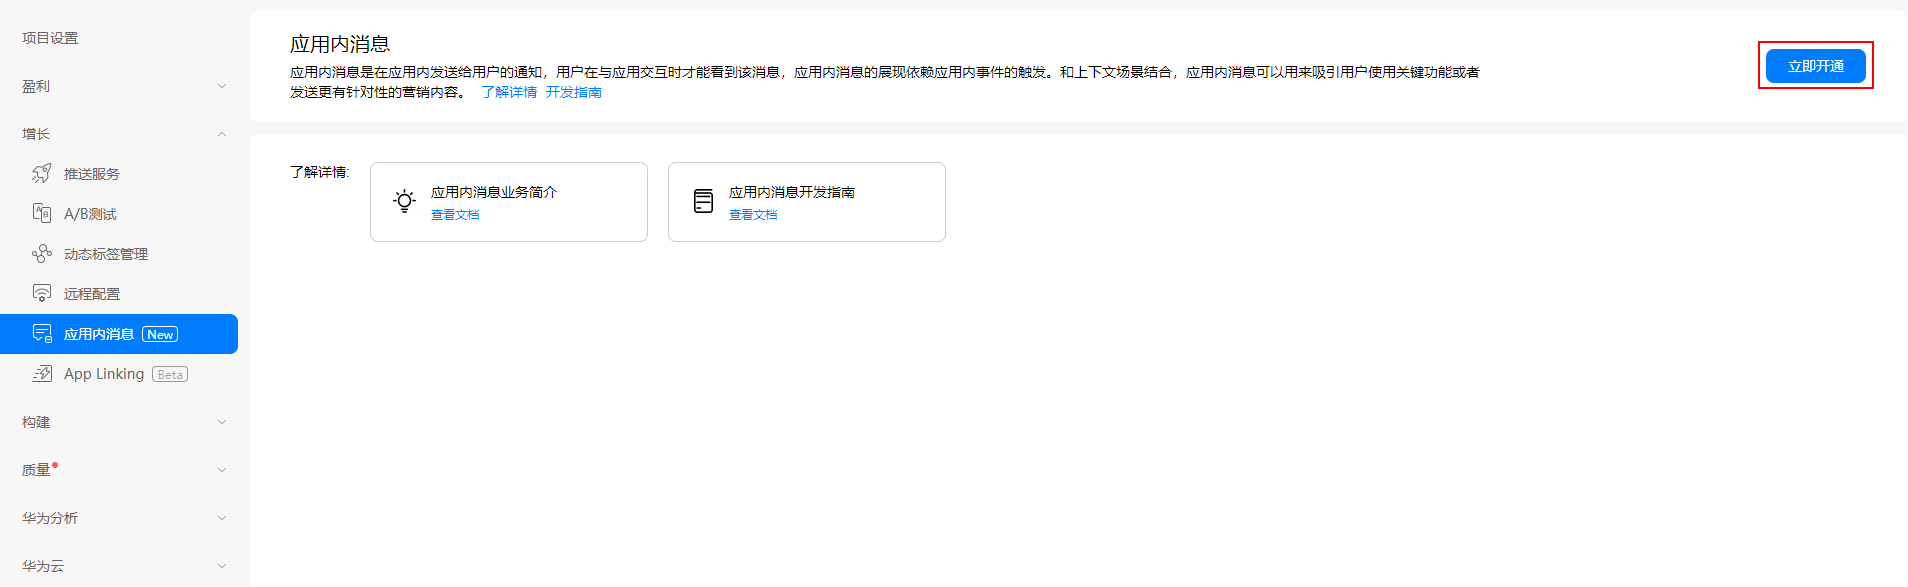 项目设置
盈利
增长
推送服务
A/B测试
动态标签管理
远程配置
应用内消息 New
App Linking Beta
构建
质量
华为分析
华为云
应用内消息
应用内消息是在应用内发送给用户的通知，用户在与应用交互时才能看到该消息，应用内消息的展现依赖应用内事件的触发。和上下文场景结合，应用内消息可以用来吸引用户使用关键功能或者
发送更有针对性的营销内容。 了解详情 开发指南
立即开通
了解详情:
应用内消息业务简介
查看文档
应用内消息开发指南
查看文档